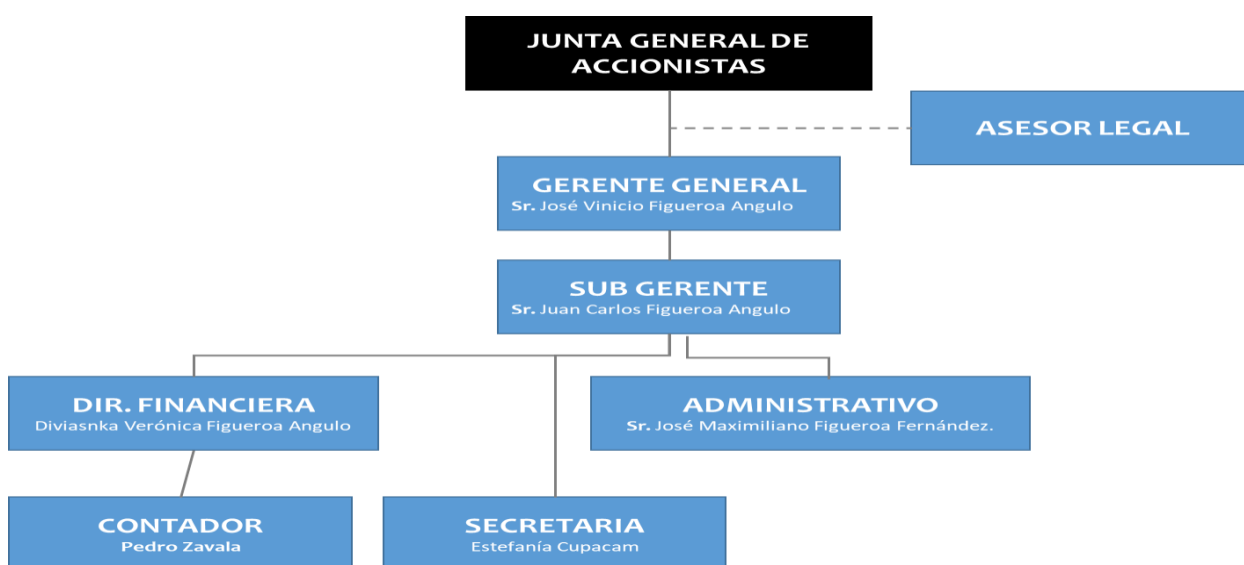 JUNTA GENERAL DE
ACCIONISTAS
ASESOR LEGAL
GERENTE GENERAL
Sr. José Vinicio Figueroa Angulo
SUB GERENTE
Sr. Juan Carlos Figueroa Angulo
DIR. FINANCIERA
Diviasnka Verónica Figueroa Angulo
ADMINISTRATIVO
Sr. José Maximiliano Figueroa Fernández.
CONTADOR
Pedro Zavala
SECRETARIA
Estefanía Cupacam